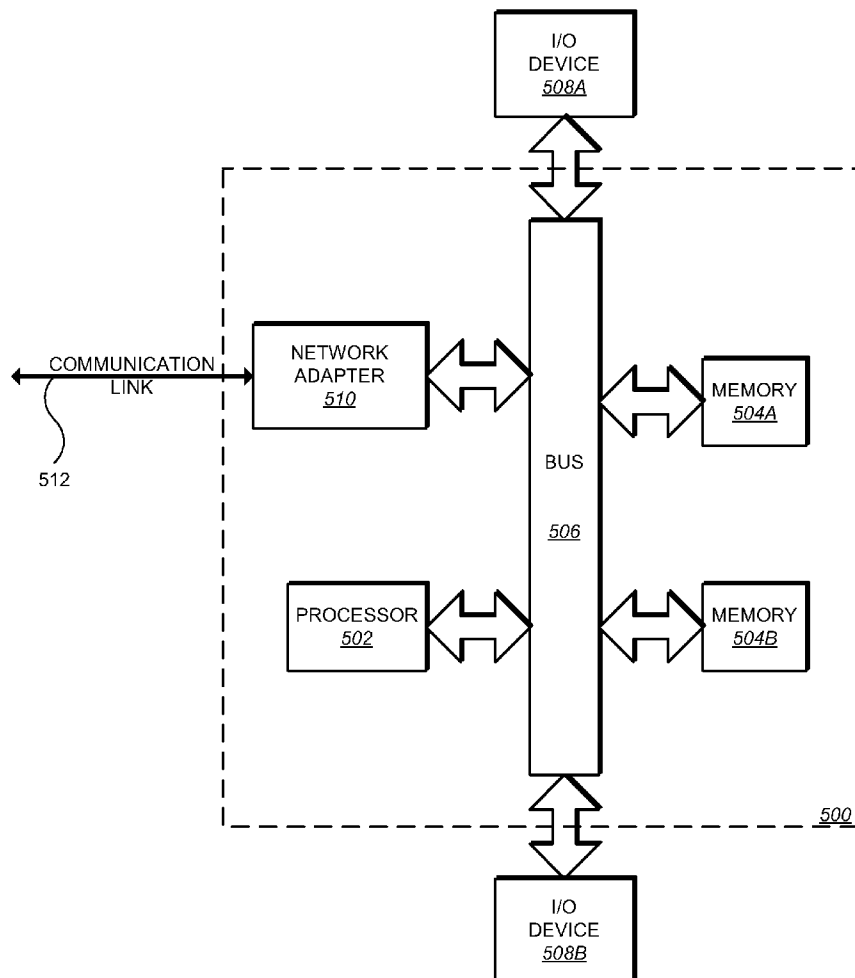 I/O
DEVICE
508A
NETWORK
ADAPTER
510
COMMUNICATION
LINK
512
MEMORY
504A
BUS
506
PROCESSOR
502
MEMORY
504B
500
I/O
DEVICE
508B